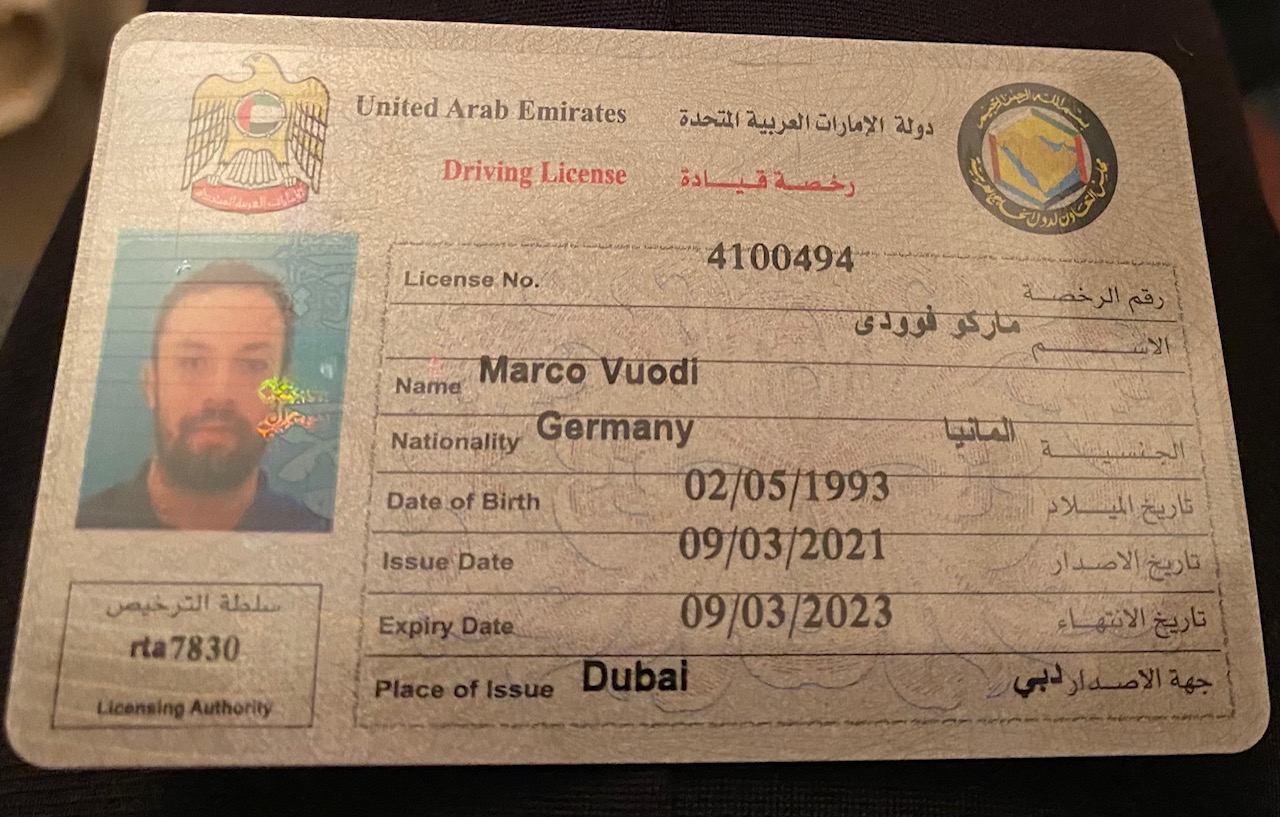 United Arab Emirates دولة الإمارات العربية المتحدة
Driving License رخصة قيادة
License No. 4100494 رقم الرخصة
ماركو فوودى الاسم
Name Marco Vuodi
Nationality Germany المانيا الجنسية
Date of Birth 02/05/1993 تاريخ الميلاد
Issue Date 09/03/2021 تاريخ الاصدار
Expiry Date 09/03/2023 تاريخ الانتهاء
Place of Issue Dubai دبي جهة الاصدار
سلطة الترخيص
rta7830
Licensing Authority